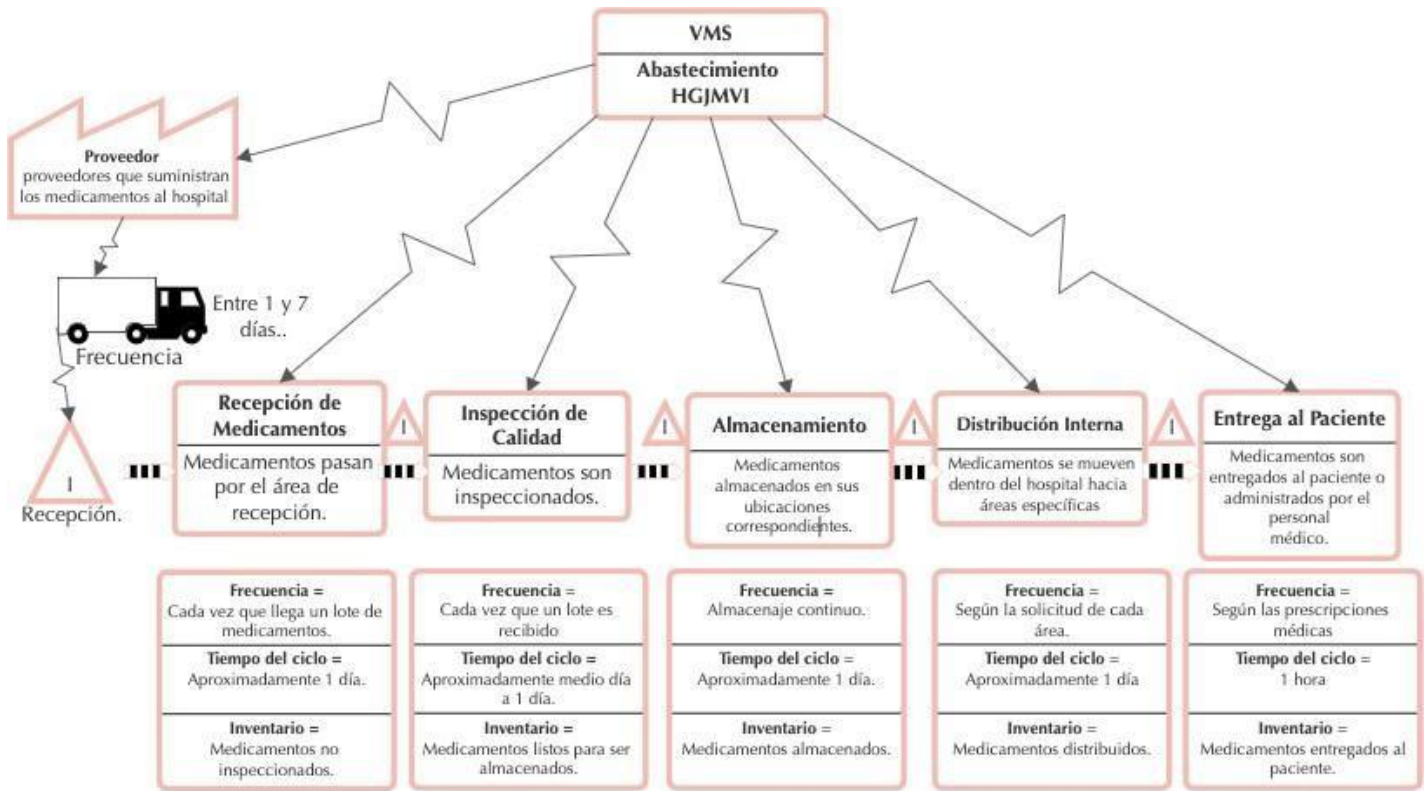 VMS
Abastecimiento
HGJMVI
Proveedor
proveedores que suministran
los medicamentos al hospital
Entre 1 y 7
días..
Frecuencia
I
Recepción.
Recepción de
Medicamentos
Medicamentos pasan
por el área de
recepción.
I
Inspección de
Calidad
Medicamentos son
inspeccionados.
I
Almacenamiento
Medicamentos
almacenados en sus
ubicaciones
correspondientes.
I
Distribución Interna
Medicamentos se mueven
dentro del hospital hacia
áreas específicas
I
Entrega al Paciente
Medicamentos son
entregados al paciente o
administrados por el
personal
médico.
Frecuencia =
Cada vez que llega un lote de
medicamentos.
Tiempo del ciclo =
Aproximadamente 1 día.
Inventario =
Medicamentos no
inspeccionados.
Frecuencia =
Cada vez que un lote es
recibido
Tiempo del ciclo =
Aproximadamente medio día
a 1 día.
Inventario =
Medicamentos listos para ser
almacenados.
Frecuencia =
Almacenaje continuo.
Tiempo del ciclo =
Aproximadamente 1 día.
Inventario =
Medicamentos almacenados.
Frecuencia =
Según la solicitud de cada
área.
Tiempo del ciclo =
Aproximadamente 1 día
Inventario =
Medicamentos distribuidos.
Frecuencia =
Según las prescripciones
médicas
Tiempo del ciclo =
1 hora
Inventario =
Medicamentos entregados al
paciente.